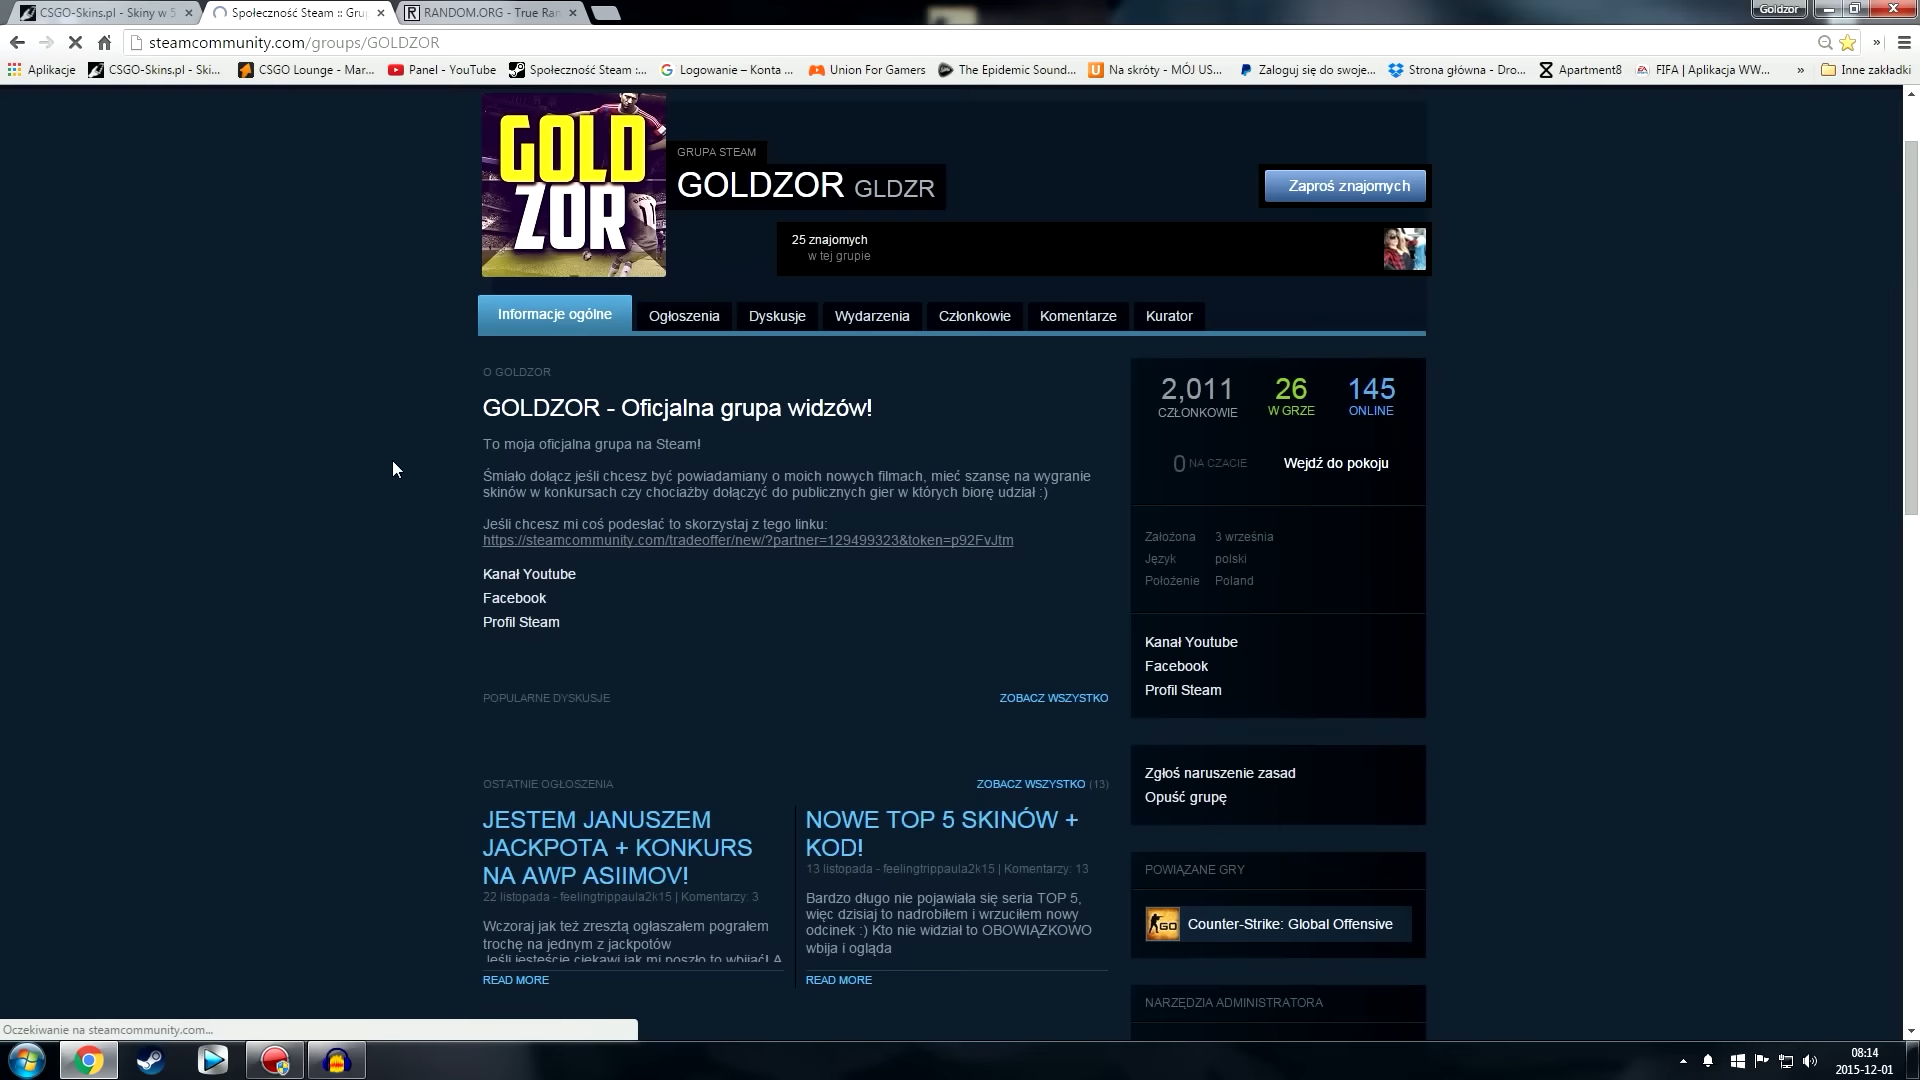 CSGO-Skins.pl - Skiny w 5
Społeczność Steam :: Gru
RANDOM.ORG - True Ran
Goldzor
steamcommunity.com/groups/GOLDZOR
Aplikacje
CSGO-Skins.pl - Ski...
CSGO Lounge - Mar...
Panel - YouTube
Społeczność Steam :...
Logowanie – Konta ...
Union For Gamers
The Epidemic Sound...
Na skróty - MÓJ US...
Zaloguj się do swoje...
Strona główna - Dro...
Apartment8
FIFA | Aplikacja WW...
Inne zakładki
GOLD
ZOR
GRUPA STEAM
GOLDZOR GLDZR
Zaproś znajomych
25 znajomych
w tej grupie
Informacje ogólne
Ogłoszenia
Dyskusje
Wydarzenia
Członkowie
Komentarze
Kurator
O GOLDZOR
GOLDZOR - Oficjalna grupa widzów!
To moja oficjalna grupa na Steam!
Śmiało dołącz jeśli chcesz być powiadamiany o moich nowych filmach, mieć szansę na wygranie
skinów w konkursach czy chociażby dołączyć do publicznych gier w których biorę udział :)
Jeśli chcesz mi coś podesłać to skorzystaj z tego linku:
https://steamcommunity.com/tradeoffer/new/?partner=129499323&token=p92FvJtm
Kanał Youtube
Facebook
Profil Steam
POPULARNE DYSKUSJE
ZOBACZ WSZYSTKO
OSTATNIE OGŁOSZENIA
ZOBACZ WSZYSTKO (13)
JESTEM JANUSZEM
JACKPOTA + KONKURS
NA AWP ASIIMOV!
22 listopada - feelingtrippaula2k15 | Komentarzy: 3
Wczoraj jak też zresztą ogłaszałem pograłem
trochę na jednym z jackpotów
Jeśli jesteście ciekawi jak mi poszło to wbijać! A
READ MORE
NOWE TOP 5 SKINÓW +
KOD!
13 listopada - feelingtrippaula2k15 | Komentarzy: 13
Bardzo długo nie pojawiała się seria TOP 5,
więc dzisiaj to nadrobiłem i wrzuciłem nowy
odcinek :) Kto nie widział to OBOWIĄZKOWO
wbija i ogląda
READ MORE
2,011
CZŁONKOWIE
26
W GRZE
145
ONLINE
0 NA CZACIE
Wejdź do pokoju
Założona 3 września
Język polski
Położenie Poland
Kanał Youtube
Facebook
Profil Steam
Zgłoś naruszenie zasad
Opuść grupę
POWIĄZANE GRY
Counter-Strike: Global Offensive
NARZĘDZIA ADMINISTRATORA
Oczekiwanie na steamcommunity.com...
08:14
2015-12-01